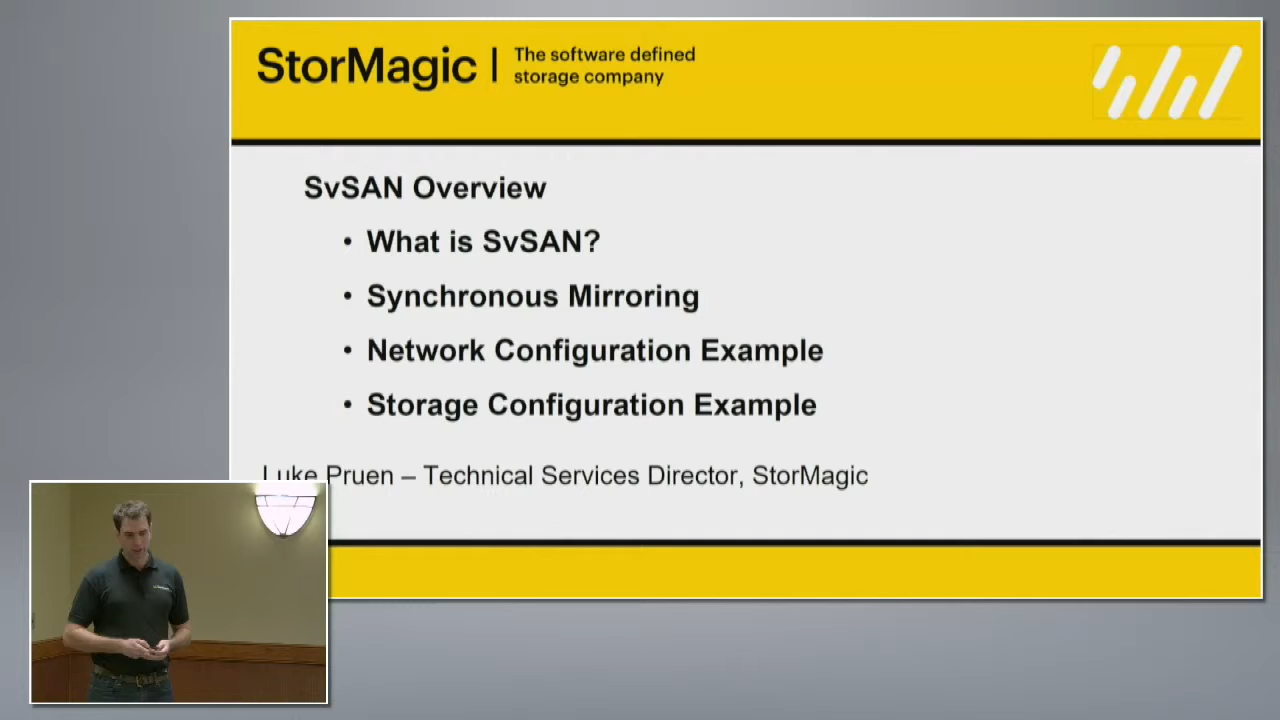 StorMagic
The software defined
storage company
SvSAN Overview
• What is SvSAN?
• Synchronous Mirroring
• Network Configuration Example
• Storage Configuration Example
Luke Pruen – Technical Services Director, StorMagic